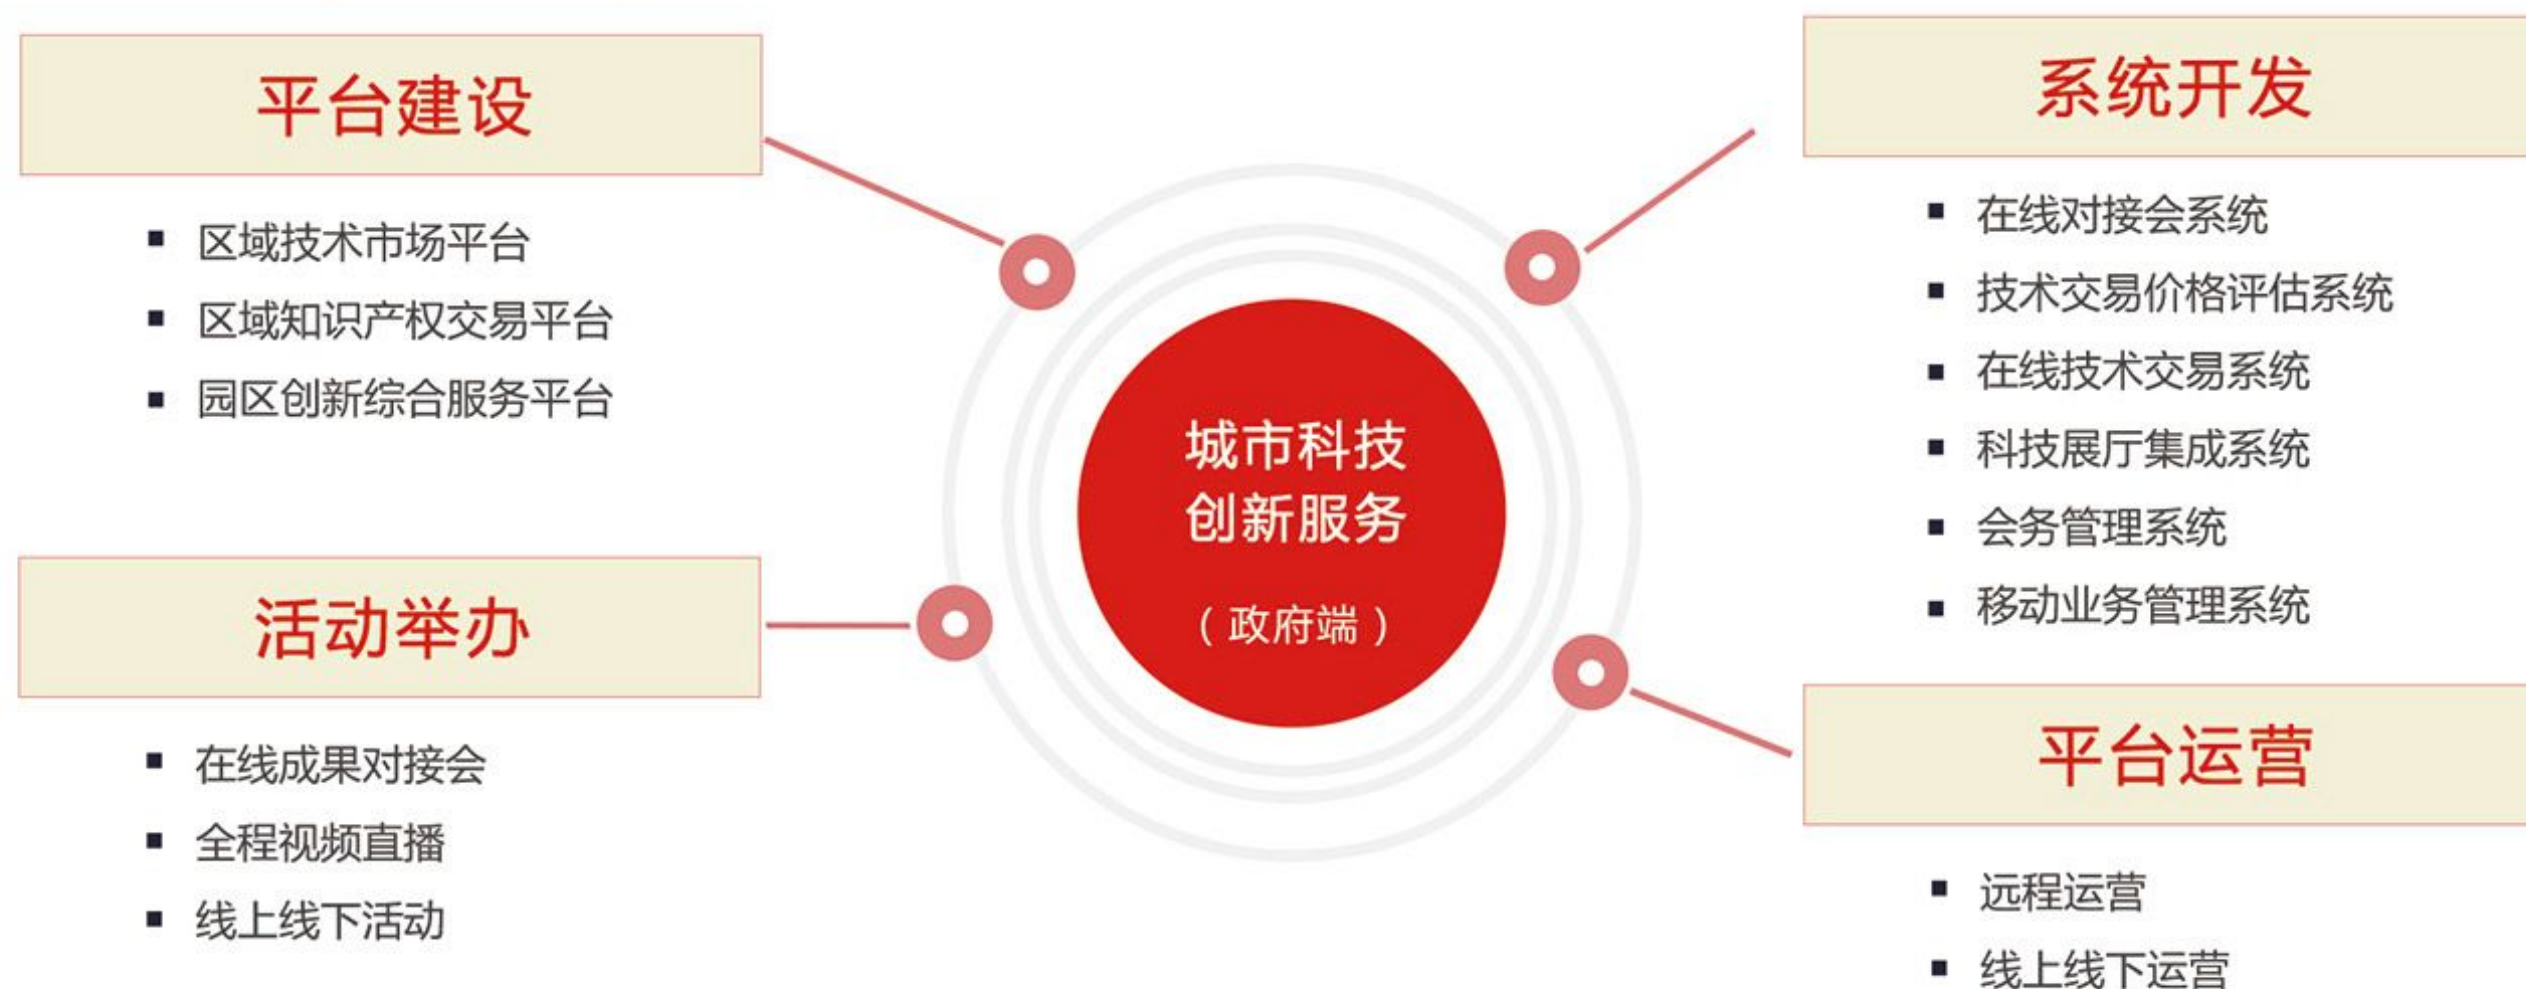 平台建设
区域技术市场平台
区域知识产权交易平台
园区创新综合服务平台
活动举办
在线成果对接会
全程视频直播
线上线下活动
城市科技
创新服务
（政府端）
系统开发
在线对接会系统
技术交易价格评估系统
在线技术交易系统
科技展厅集成系统
会务管理系统
移动业务管理系统
平台运营
远程运营
线上线下运营